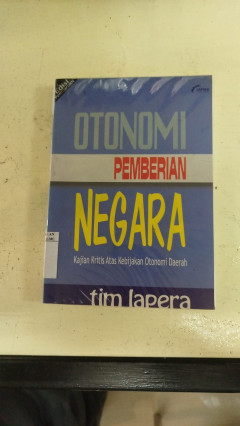 OTONOMI
PEMBERIAN
NEGARA
Kajian Kritis Atas Kebijakan Otonomi Daerah
tim lapera